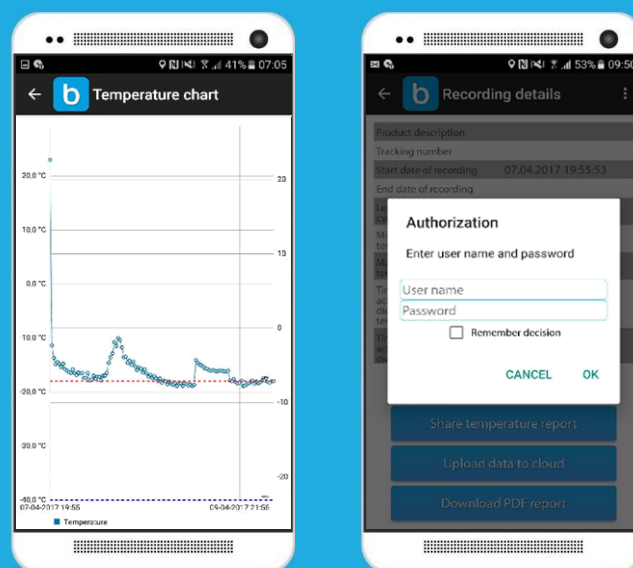 41% 07:05
b Temperature chart
20,0 °C
20
10,0 °C
10
0,0 °C
0
-10,0 °C
-20,0 °C
-10
-30,0 °C
-20
-40,0 °C
07-04-2017 19:55
09-04-2017 21:55
Temperature
53% 09:50
b Recording details
Product description
Tracking number
Start date of recording 07.04.2017 19:55:53
End date of recording
Authorization
Enter user name and password
User name
Password
Remember decision
CANCEL OK
Share temperature report
Upload data to cloud
Download PDF report